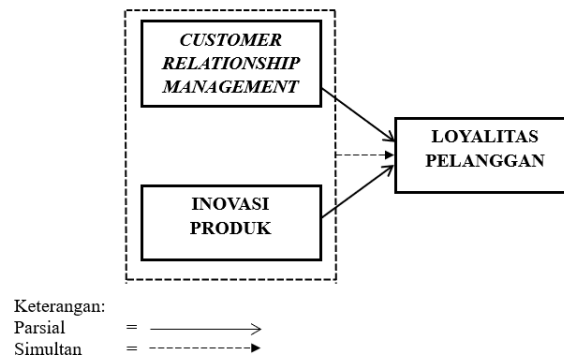 CUSTOMER
RELATIONSHIP
MANAGEMENT
LOYALITAS
PELANGGAN
INOVASI
PRODUK
Keterangan:
Parsial =
Simultan =